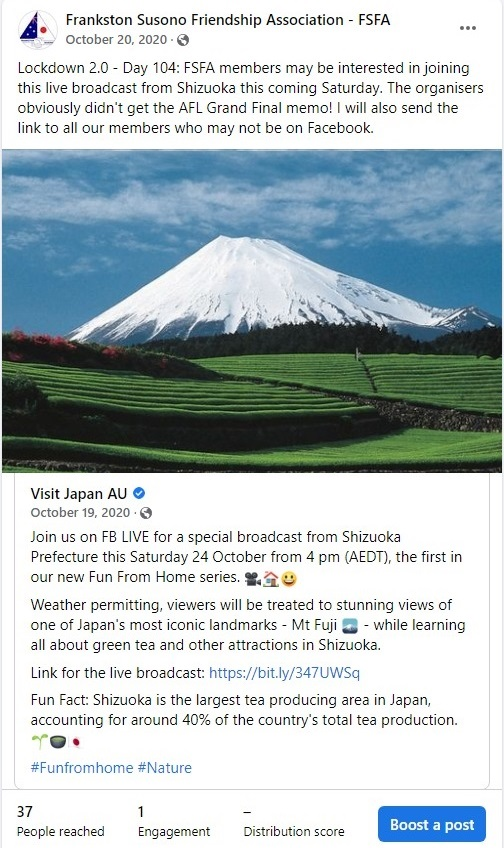 Frankston Susono Friendship Association - FSFA
October 20, 2020 ·
Lockdown 2.0 - Day 104: FSFA members may be interested in joining
this live broadcast from Shizuoka this coming Saturday. The organisers
obviously didn't get the AFL Grand Final memo! I will also send the
link to all our members who may not be on Facebook.
Visit Japan AU
October 19, 2020 ·
Join us on FB LIVE for a special broadcast from Shizuoka
Prefecture this Saturday 24 October from 4 pm (AEDT), the first in
our new Fun From Home series. 🎥🏠😃
Weather permitting, viewers will be treated to stunning views of
one of Japan's most iconic landmarks - Mt Fuji 🗻 - while learning
all about green tea and other attractions in Shizuoka.
Link for the live broadcast: https://bit.ly/347UWSq
Fun Fact: Shizuoka is the largest tea producing area in Japan,
accounting for around 40% of the country's total tea production.
🌱🍵🇯🇵
#Funfromhome #Nature
37 1 –
People reached Engagement Distribution score
Boost a post